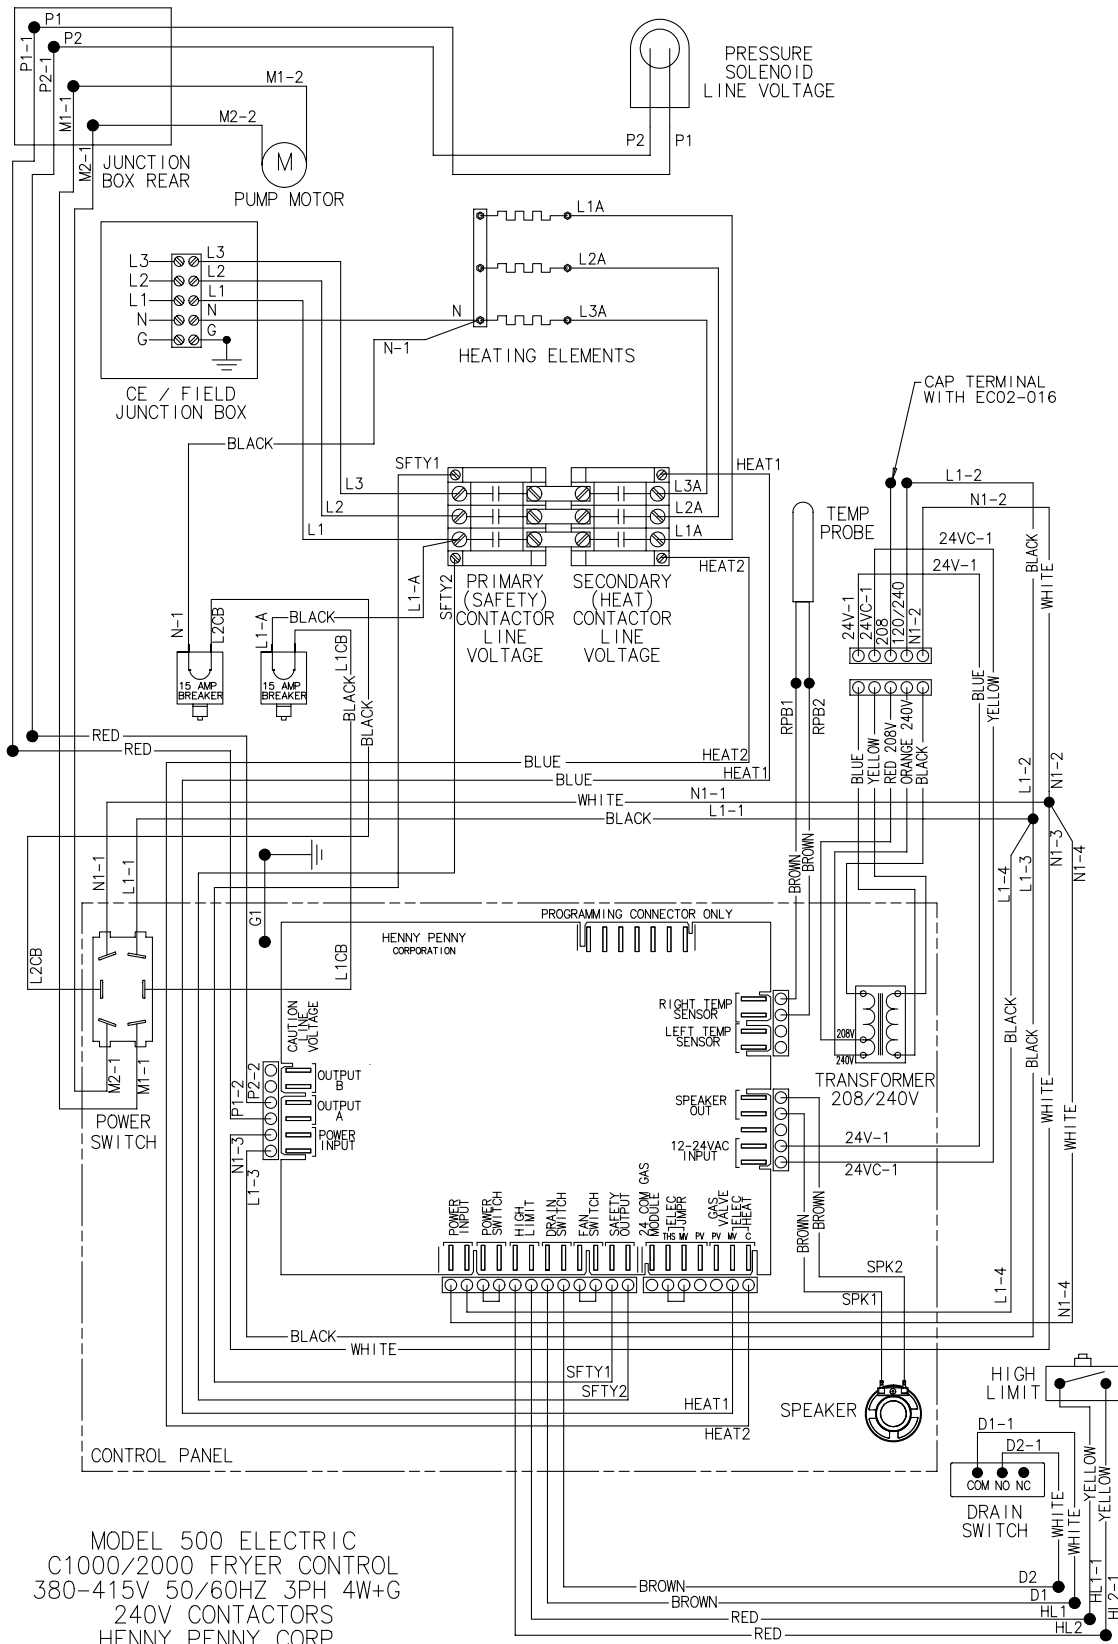 P1
P2
P1-1
P2-1
M1-1
M2-1
M1-2
M2-2
M
PUMP MOTOR
JUNCTION
BOX REAR
PRESSURE
SOLENOID
LINE VOLTAGE
P2
P1
L3
L2
L1
N
G
L3
L2
L1
N
G
CE / FIELD
JUNCTION BOX
L1A
L2A
L3A
N
N-1
HEATING ELEMENTS
BLACK
CAP TERMINAL
WITH EC02-016
SFTY1
HEAT1
L3
L2
L1
L3A
L2A
L1A
L1-A
SFTY2
HEAT2
PRIMARY
(SAFETY)
CONTACTOR
LINE
VOLTAGE
SECONDARY
(HEAT)
CONTACTOR
LINE
VOLTAGE
TEMP
PROBE
L1-2
N1-2
24VC-1
24V-1
BLACK
WHITE
24V-1
24VC-1
208
120/240
N1-2
N-1
L2CB
L1-A
BLACK
L1CB
15 AMP
BREAKER
15 AMP
BREAKER
BLACK
BLACK
RPB1
RPB2
BLUE
YELLOW
BLUE
YELLOW
RED 208V
ORANGE 240V
BLACK
RED
RED
BLUE
HEAT2
BLUE
HEAT1
WHITE
N1-1
BLACK
L1-1
L1-2
N1-2
BROWN
BROWN
N1-1
L1-1
L1-4
L1-3
N1-3
N1-4
G1
PROGRAMMING CONNECTOR ONLY
HENNY PENNY
CORPORATION
L2CB
L1CB
CAUTION
LINE
VOLTAGE
RIGHT TEMP
SENSOR
LEFT TEMP
SENSOR
208V
240V
TRANSFORMER
208/240V
BLACK
BLACK
WHITE
WHITE
M2-1
M1-1
POWER
SWITCH
P1-2
P2-2
N1-3
L1-3
OUTPUT
B
OUTPUT
A
POWER
INPUT
SPEAKER
OUT
12-24VAC
INPUT
24V-1
24VC-1
POWER
INPUT
POWER
SWITCH
HIGH
LIMIT
DRAIN
SWITCH
FAN
SWITCH
SAFETY
OUTPUT
24 COM GAS
MODULE
ELEC
JMPR
GAS
VALVE
ELEC
HEAT
THS
MV
PV
PV
MV
C
BROWN
BROWN
SPK2
SPK1
L1-4
N1-4
BLACK
WHITE
SFTY1
SFTY2
HEAT1
HEAT2
SPEAKER
HIGH
LIMIT
D1-1
D2-1
COM NO NC
DRAIN
SWITCH
WHITE
WHITE
YELLOW
YELLOW
CONTROL PANEL
BROWN
D2
BROWN
D1
RED
HL1
RED
HL2
HL1-1
HL2-1
MODEL 500 ELECTRIC
C1000/2000 FRYER CONTROL
380-415V 50/60HZ 3PH 4W+G
240V CONTACTORS
HENNY PENNY CORP